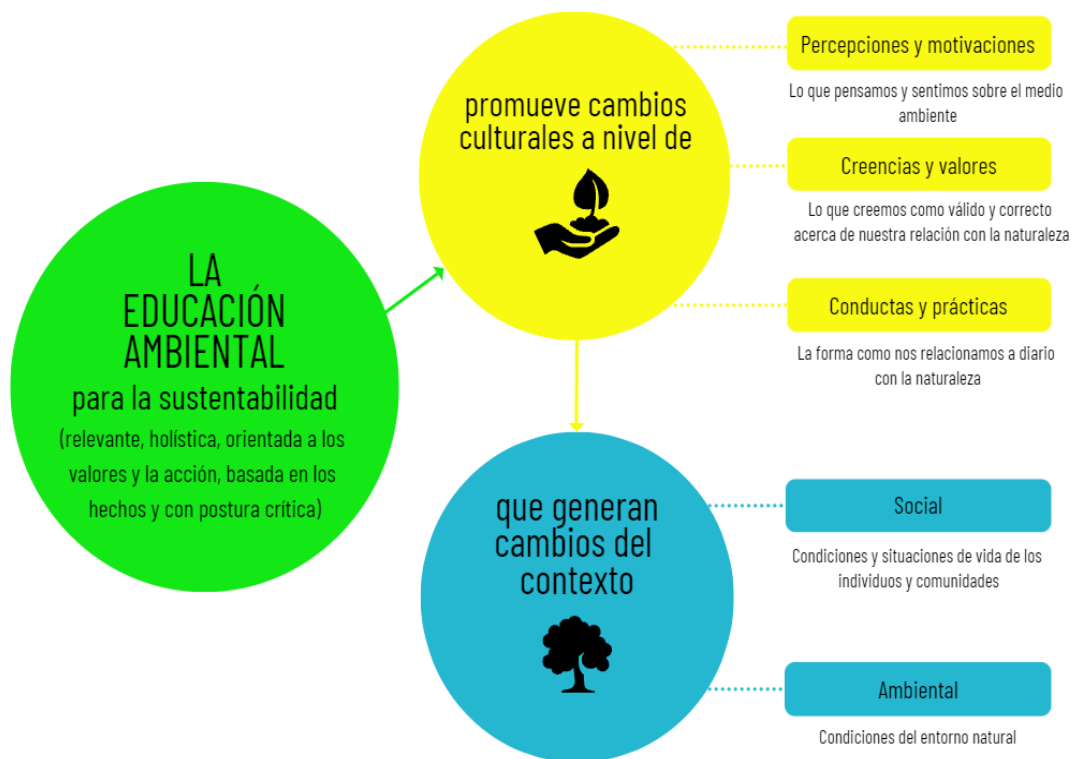 LA
EDUCACIÓN
AMBIENTAL
para la sustentabilidad
(relevante, holística, orientada a los
valores y la acción, basada en los
hechos y con postura crítica)
promueve cambios
culturales a nivel de
Percepciones y motivaciones
Lo que pensamos y sentimos sobre el medio
ambiente
Creencias y valores
Lo que creemos como válido y correcto
acerca de nuestra relación con la naturaleza
Conductas y prácticas
La forma como nos relacionamos a diario
con la naturaleza
que generan
cambios del
contexto
Social
Condiciones y situaciones de vida de los
individuos y comunidades
Ambiental
Condiciones del entorno natural